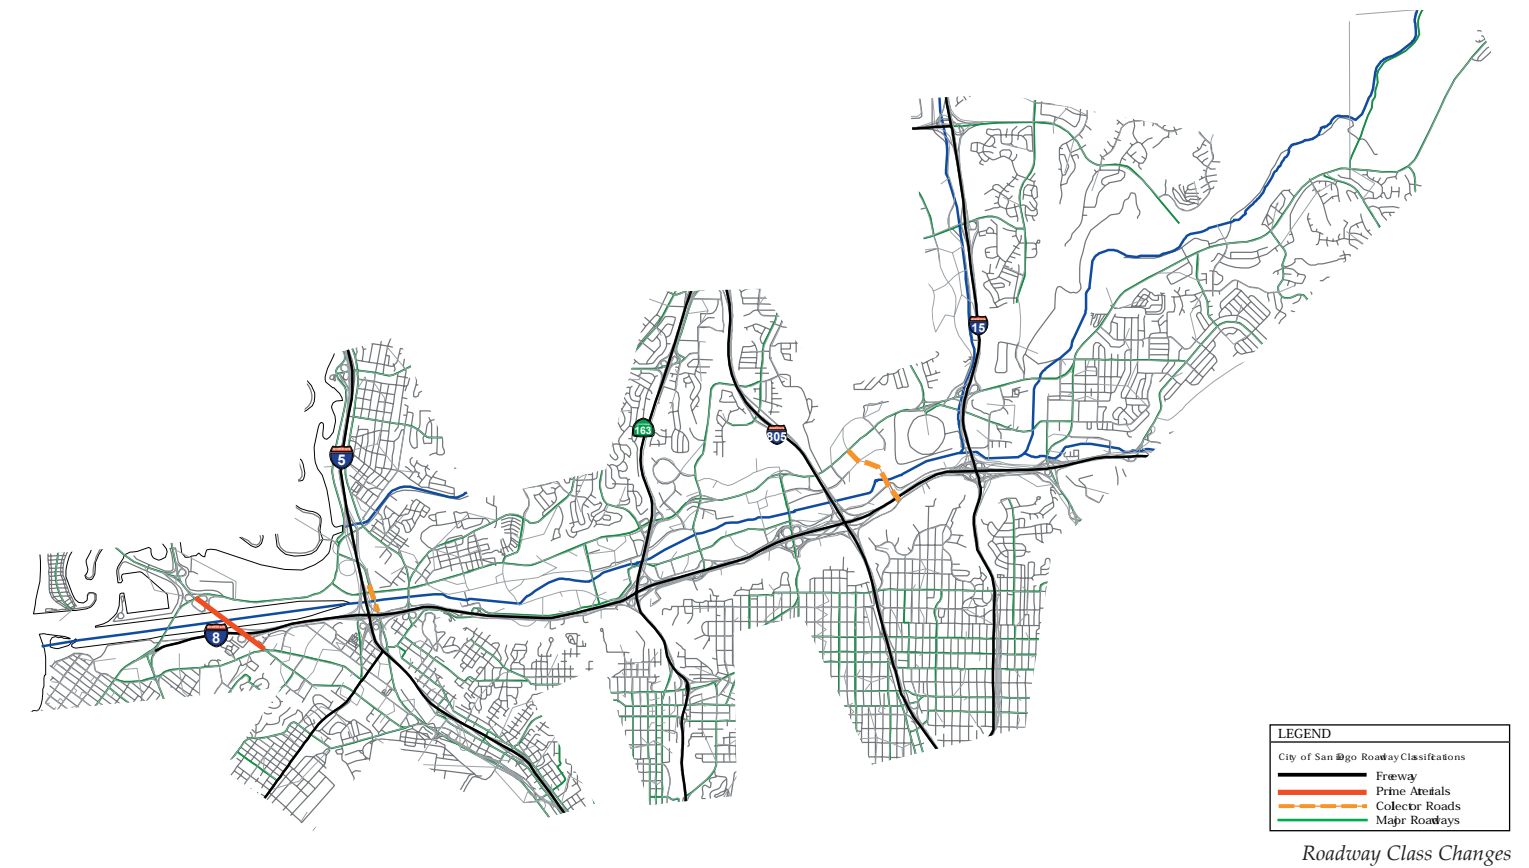 15
163
805
5
8
LEGEND
City of San Diego Roadway Classifications
Freeway
Prime Arterials
Collector Roads
Major Roadways
Roadway Class Changes